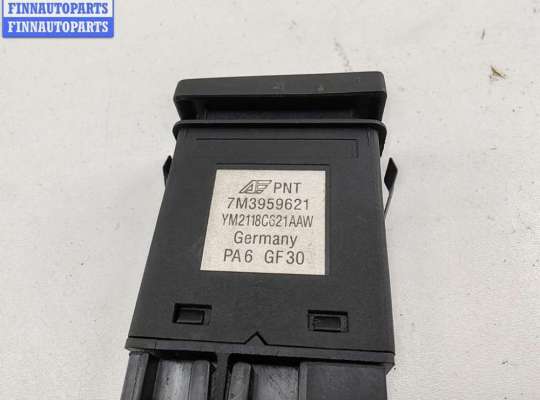 FINNAUTOPARTS
FINNAUTOPARTS
PNT
7M3959621
YM2118C621AAW
Germany
PA6 GF30